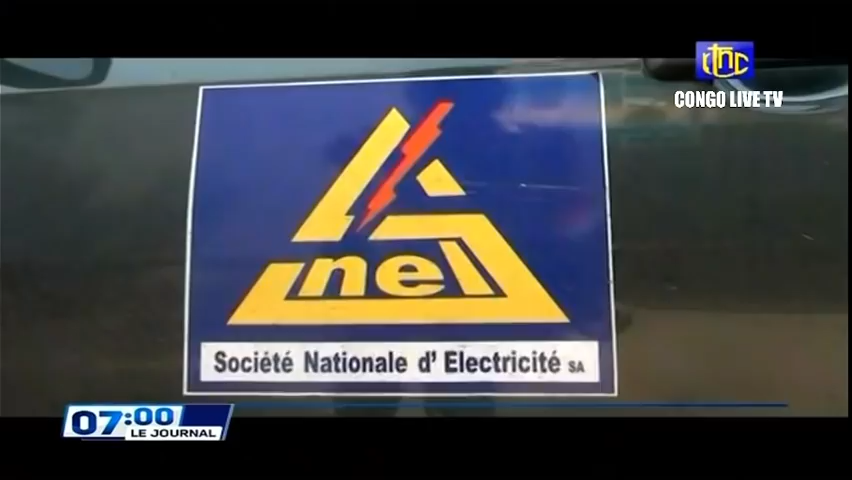 CONGO LIVE TV
nel
Société Nationale d' Electricité SA
07:00
LE JOURNAL